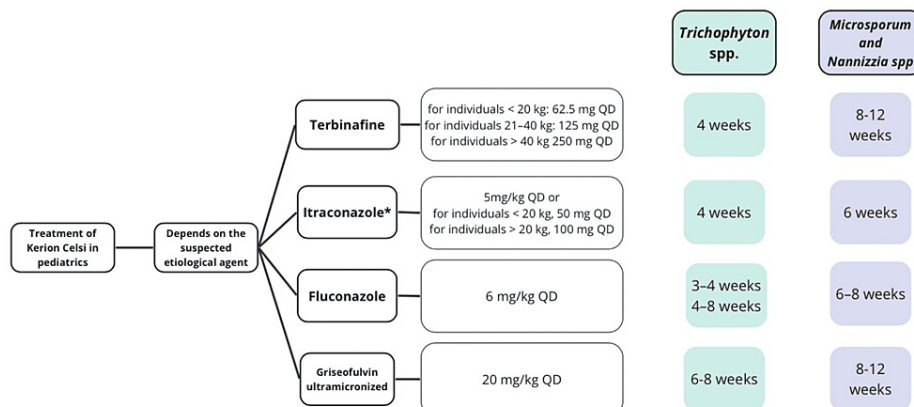 Trichophyton
spp.
Microsporum
and
Nannizzia spp
Terbinafine
for individuals < 20 kg: 62.5 mg QD
for individuals 21–40 kg: 125 mg QD
for individuals > 40 kg 250 mg QD
4 weeks
8-12
weeks
Itraconazole*
5mg/kg QD or
for individuals < 20 kg, 50 mg QD
for individuals > 20 kg, 100 mg QD
4 weeks
6 weeks
Treatment of
Kerion Celsi in
pediatrics
Depends on the
suspected
etiological agent
Fluconazole
6 mg/kg QD
3–4 weeks
4–8 weeks
6–8 weeks
Griseofulvin
ultramicronized
20 mg/kg QD
6-8 weeks
8-12
weeks